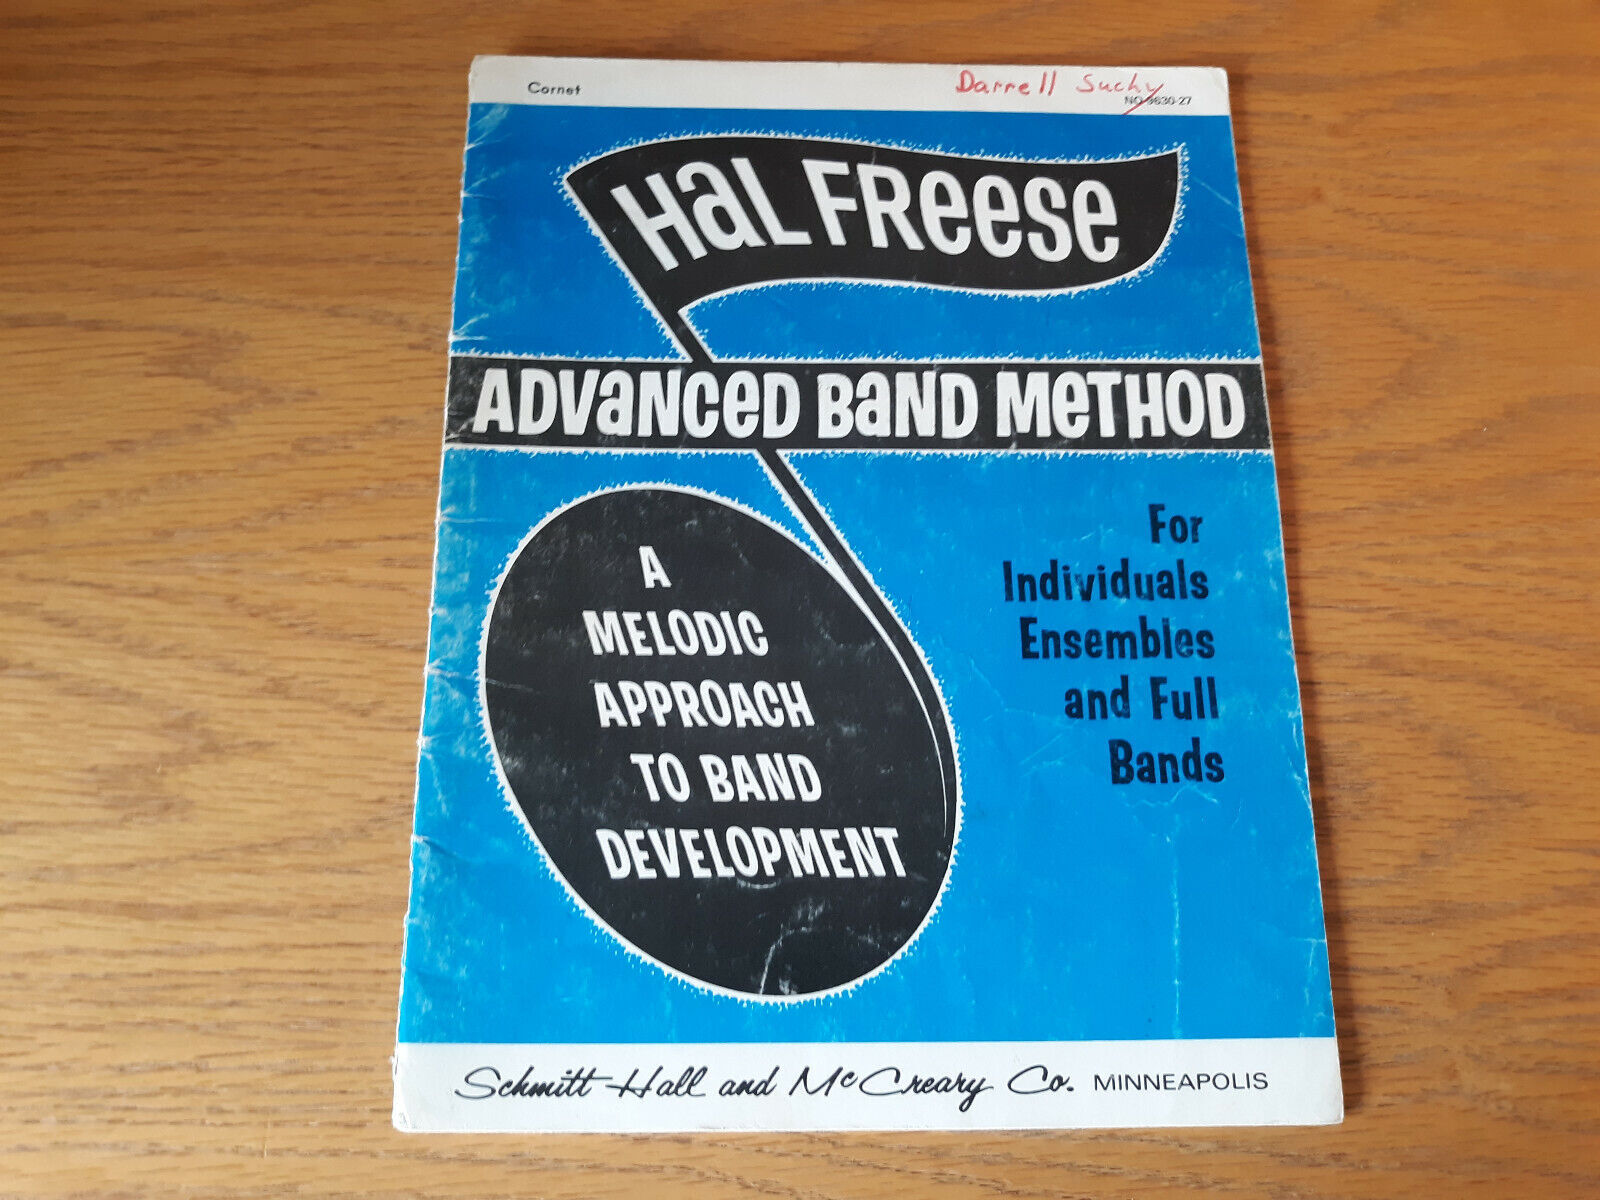 Cornet
Darrell Suchy
NO 9630-27
HaL FReese
ADVaNCeD BaND MeTHOD
For
Individuals
Ensembles
and Full
Bands
A
MELODIC
APPROACH
TO BAND
DEVELOPMENT
Schmitt Hall and McCreary Co. MINNEAPOLIS